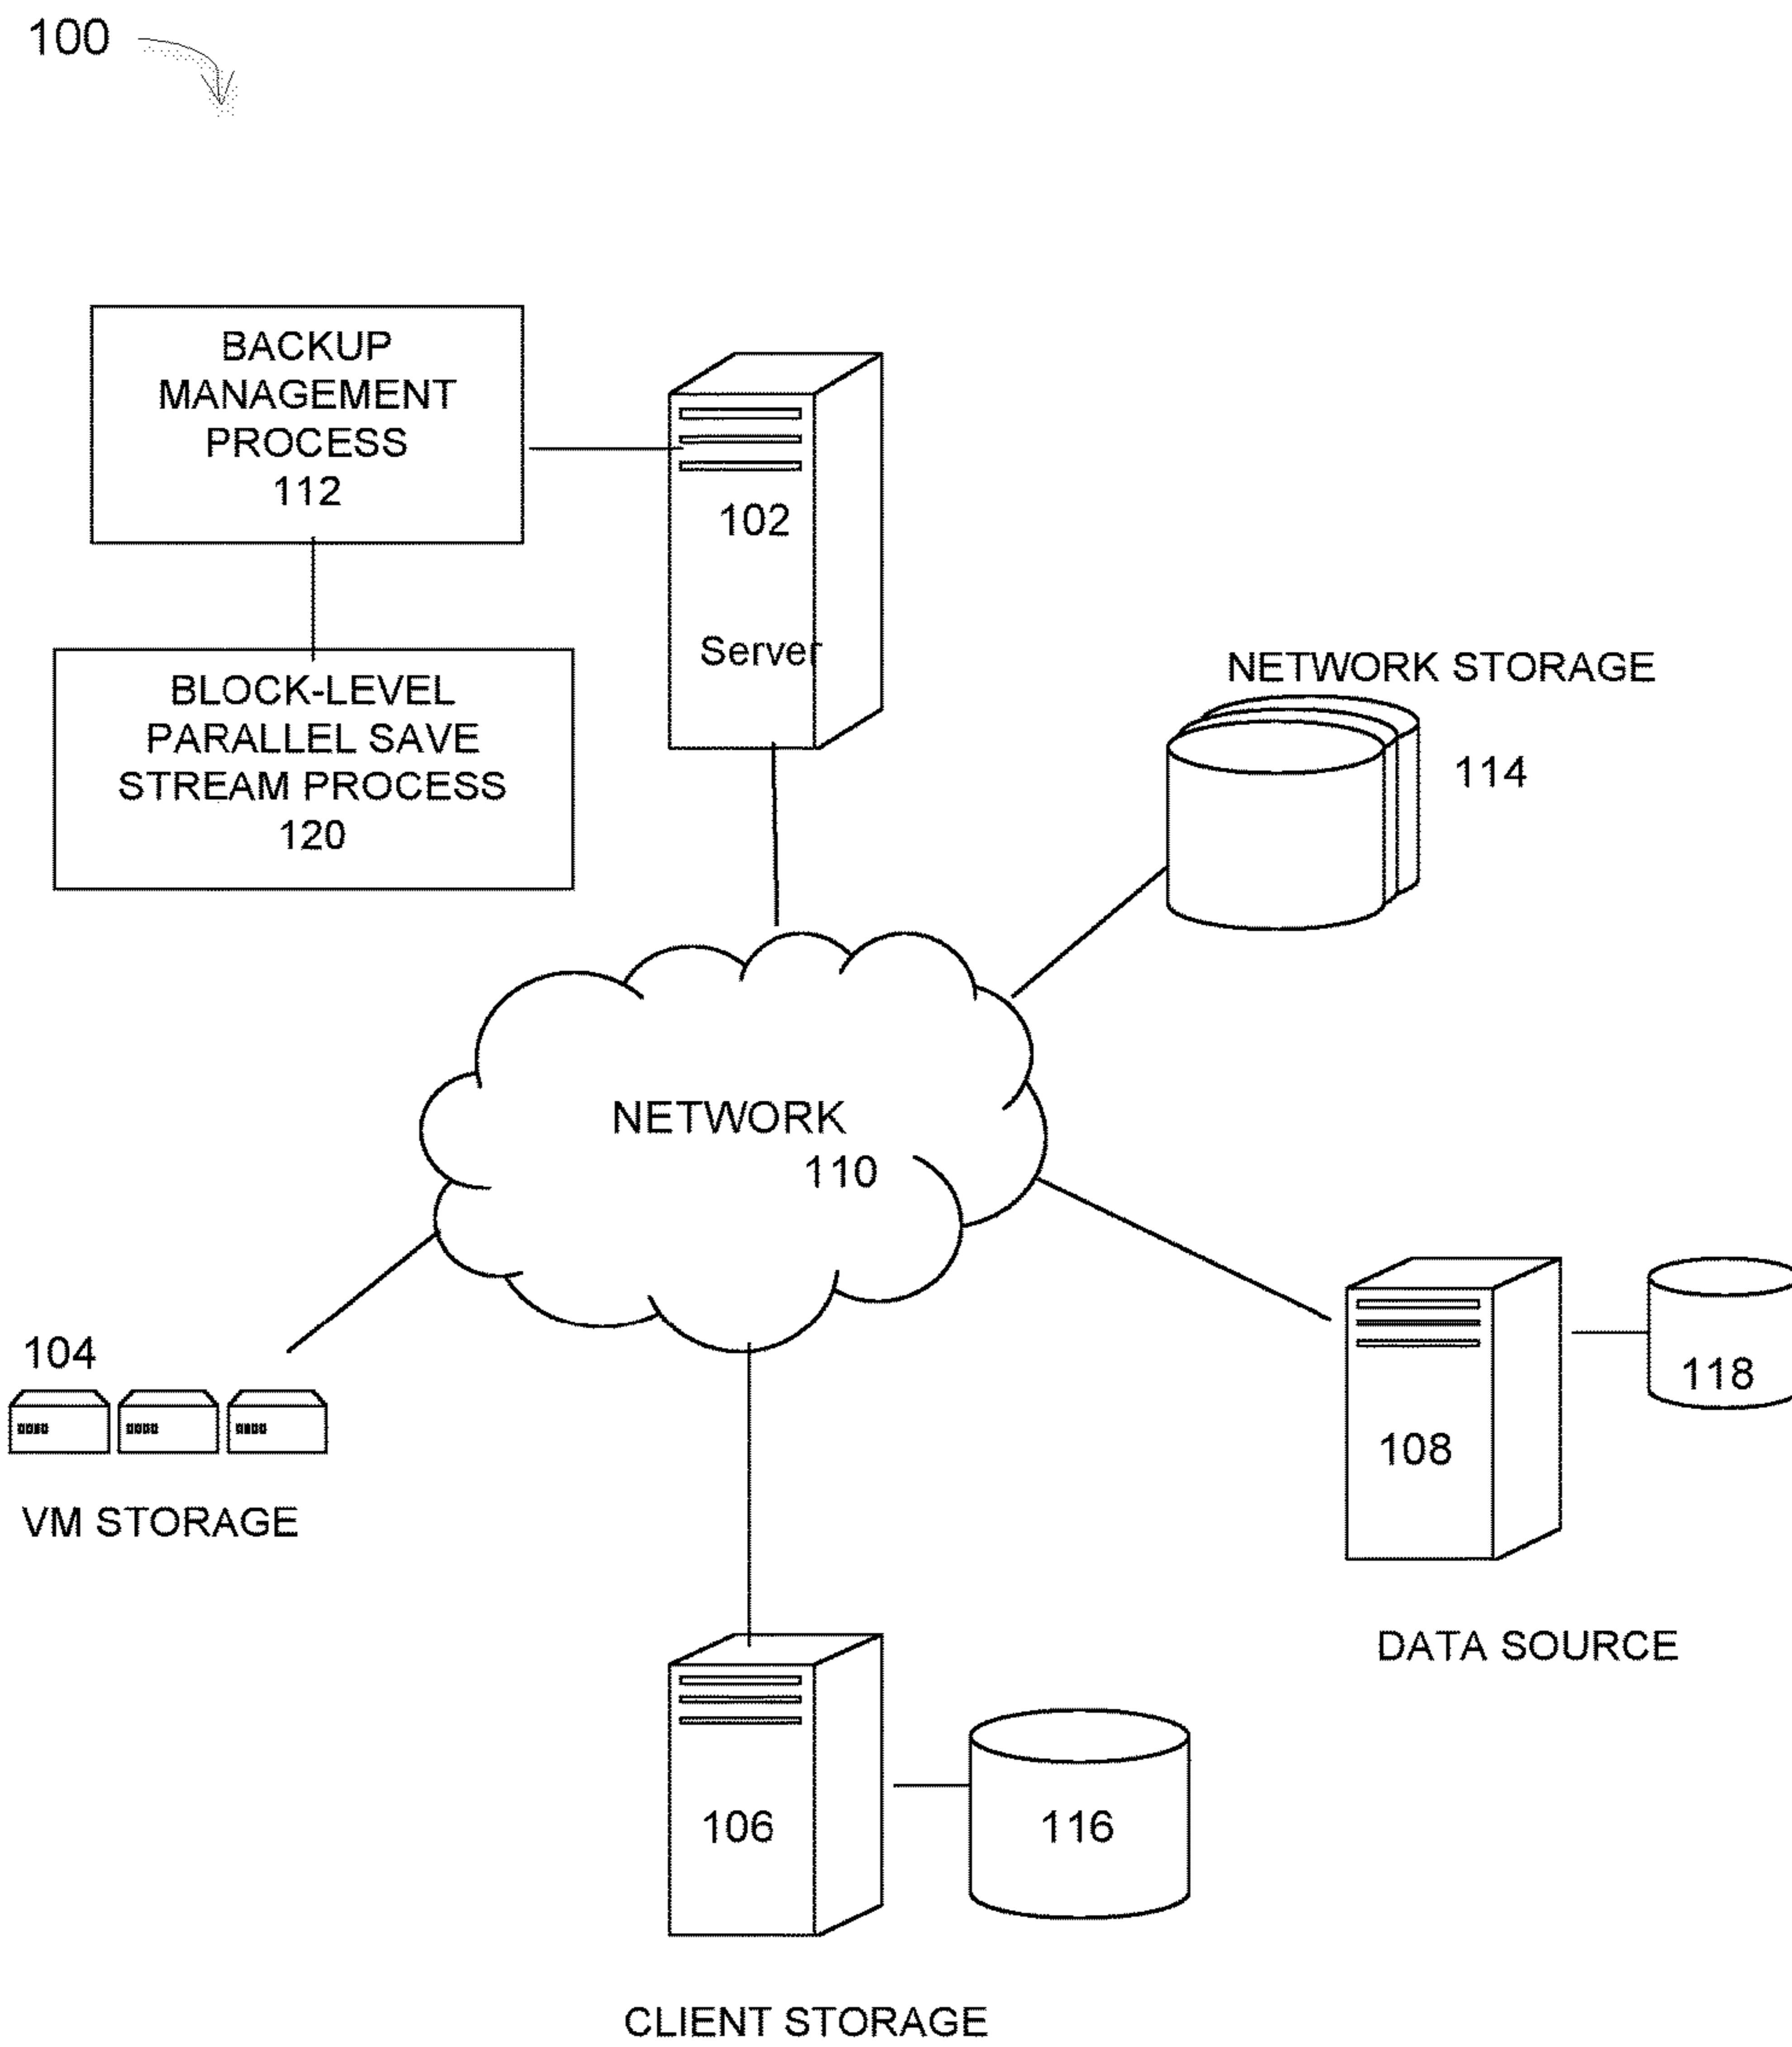 100
BACKUP
MANAGEMENT
PROCESS
112
102
Server
BLOCK-LEVEL
PARALLEL SAVE
STREAM PROCESS
120
NETWORK STORAGE
114
NETWORK
110
104
VM STORAGE
118
108
DATA SOURCE
106
116
CLIENT STORAGE